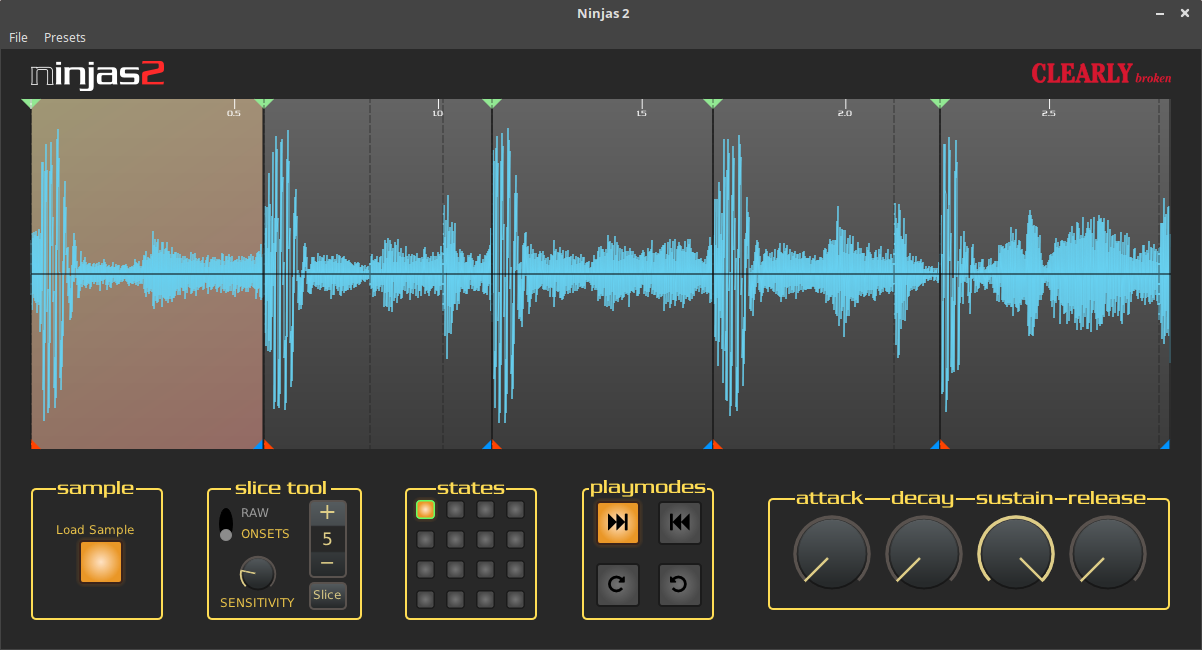 Ninjas 2
File Presets
ninjas2
CLEARLY broken
0.5 1.0 1.5 2.0 2.5
sample
Load Sample
slice tool
RAW
ONSETS
+
5
−
SENSITIVITY
Slice
states
playmodes
attack decay sustain release